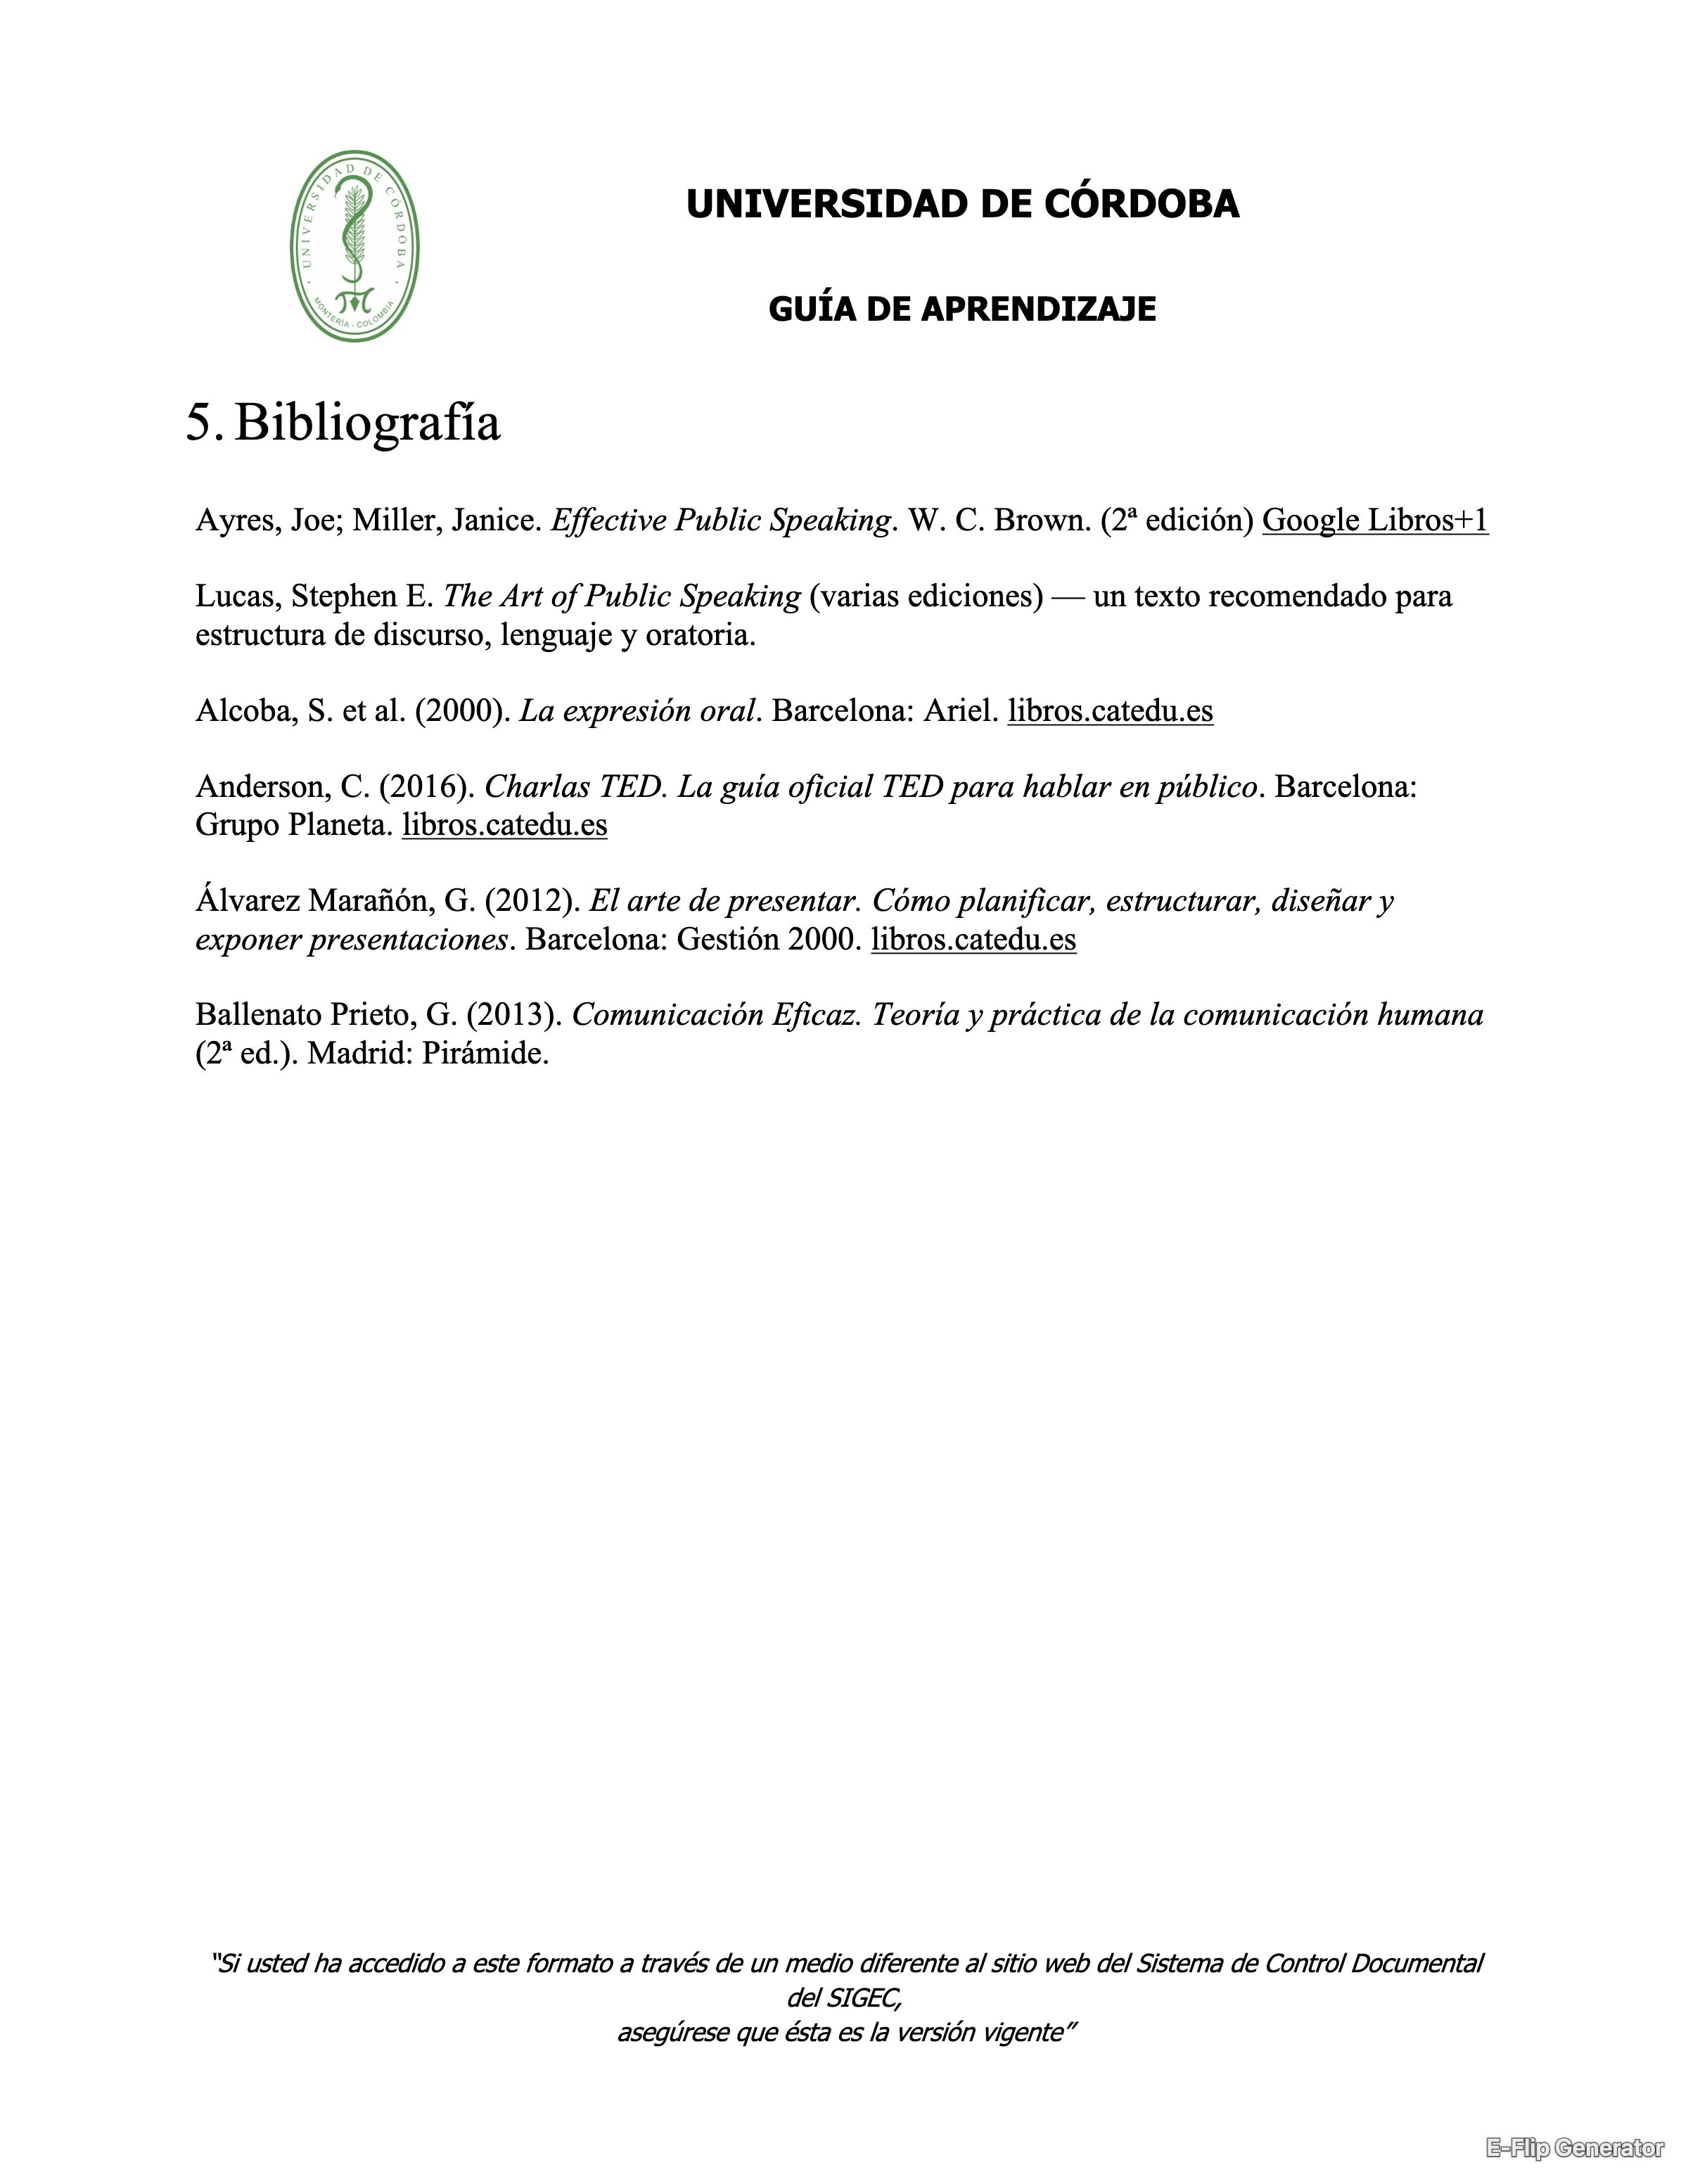 UNIVERSIDAD DE CÓRDOBA
MONTERÍA - COLOMBIA
UNIVERSIDAD DE CÓRDOBA
GUÍA DE APRENDIZAJE
5. Bibliografía
Ayres, Joe; Miller, Janice. Effective Public Speaking. W. C. Brown. (2ª edición) Google Libros+1
Lucas, Stephen E. The Art of Public Speaking (varias ediciones) — un texto recomendado para
estructura de discurso, lenguaje y oratoria.
Alcoba, S. et al. (2000). La expresión oral. Barcelona: Ariel. libros.catedu.es
Anderson, C. (2016). Charlas TED. La guía oficial TED para hablar en público. Barcelona:
Grupo Planeta. libros.catedu.es
Álvarez Marañón, G. (2012). El arte de presentar. Cómo planificar, estructurar, diseñar y
exponer presentaciones. Barcelona: Gestión 2000. libros.catedu.es
Ballenato Prieto, G. (2013). Comunicación Eficaz. Teoría y práctica de la comunicación humana
(2ª ed.). Madrid: Pirámide.
“Si usted ha accedido a este formato a través de un medio diferente al sitio web del Sistema de Control Documental
del SIGEC,
asegúrese que ésta es la versión vigente”
E-Flip Generator